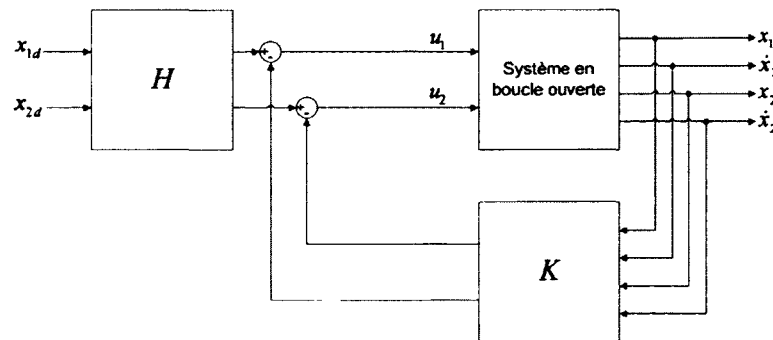 x₁d
x₂d
H
+
-
+
-
u₁
u₂
Système en
boucle ouverte
x₁
ẋ₁
x₂
ẋ₂
K